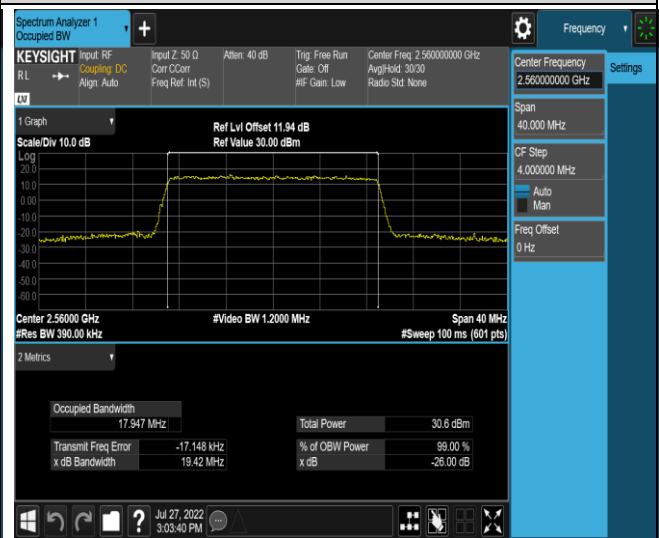 Spectrum Analyzer 1
Occupied BW
+
Frequency
KEYSIGHT
RL
Input: RF
Coupling: DC
Align: Auto
Input Z: 50 Ω
Corr CCorr
Freq Ref: Int (S)
Atten: 40 dB
Trig: Free Run
Gate: Off
#IF Gain: Low
Center Freq: 2.560000000 GHz
Avg|Hold: 30/30
Radio Std: None
Center Frequency
2.560000000 GHz
Settings
Span
40.000 MHz
CF Step
4.000000 MHz
Auto
Man
Freq Offset
0 Hz
1 Graph
Scale/Div 10.0 dB
Ref Lvl Offset 11.94 dB
Ref Value 30.00 dBm
Log
20.0
10.0
0.00
-10.0
-20.0
-30.0
-40.0
-50.0
-60.0
Center 2.56000 GHz
#Video BW 1.2000 MHz
Span 40 MHz
#Res BW 390.00 kHz
#Sweep 100 ms (601 pts)
2 Metrics
Occupied Bandwidth
17.947 MHz
Total Power 30.6 dBm
Transmit Freq Error -17.148 kHz
% of OBW Power 99.00 %
x dB Bandwidth 19.42 MHz
x dB -26.00 dB
?
Jul 27, 2022
3:03:40 PM